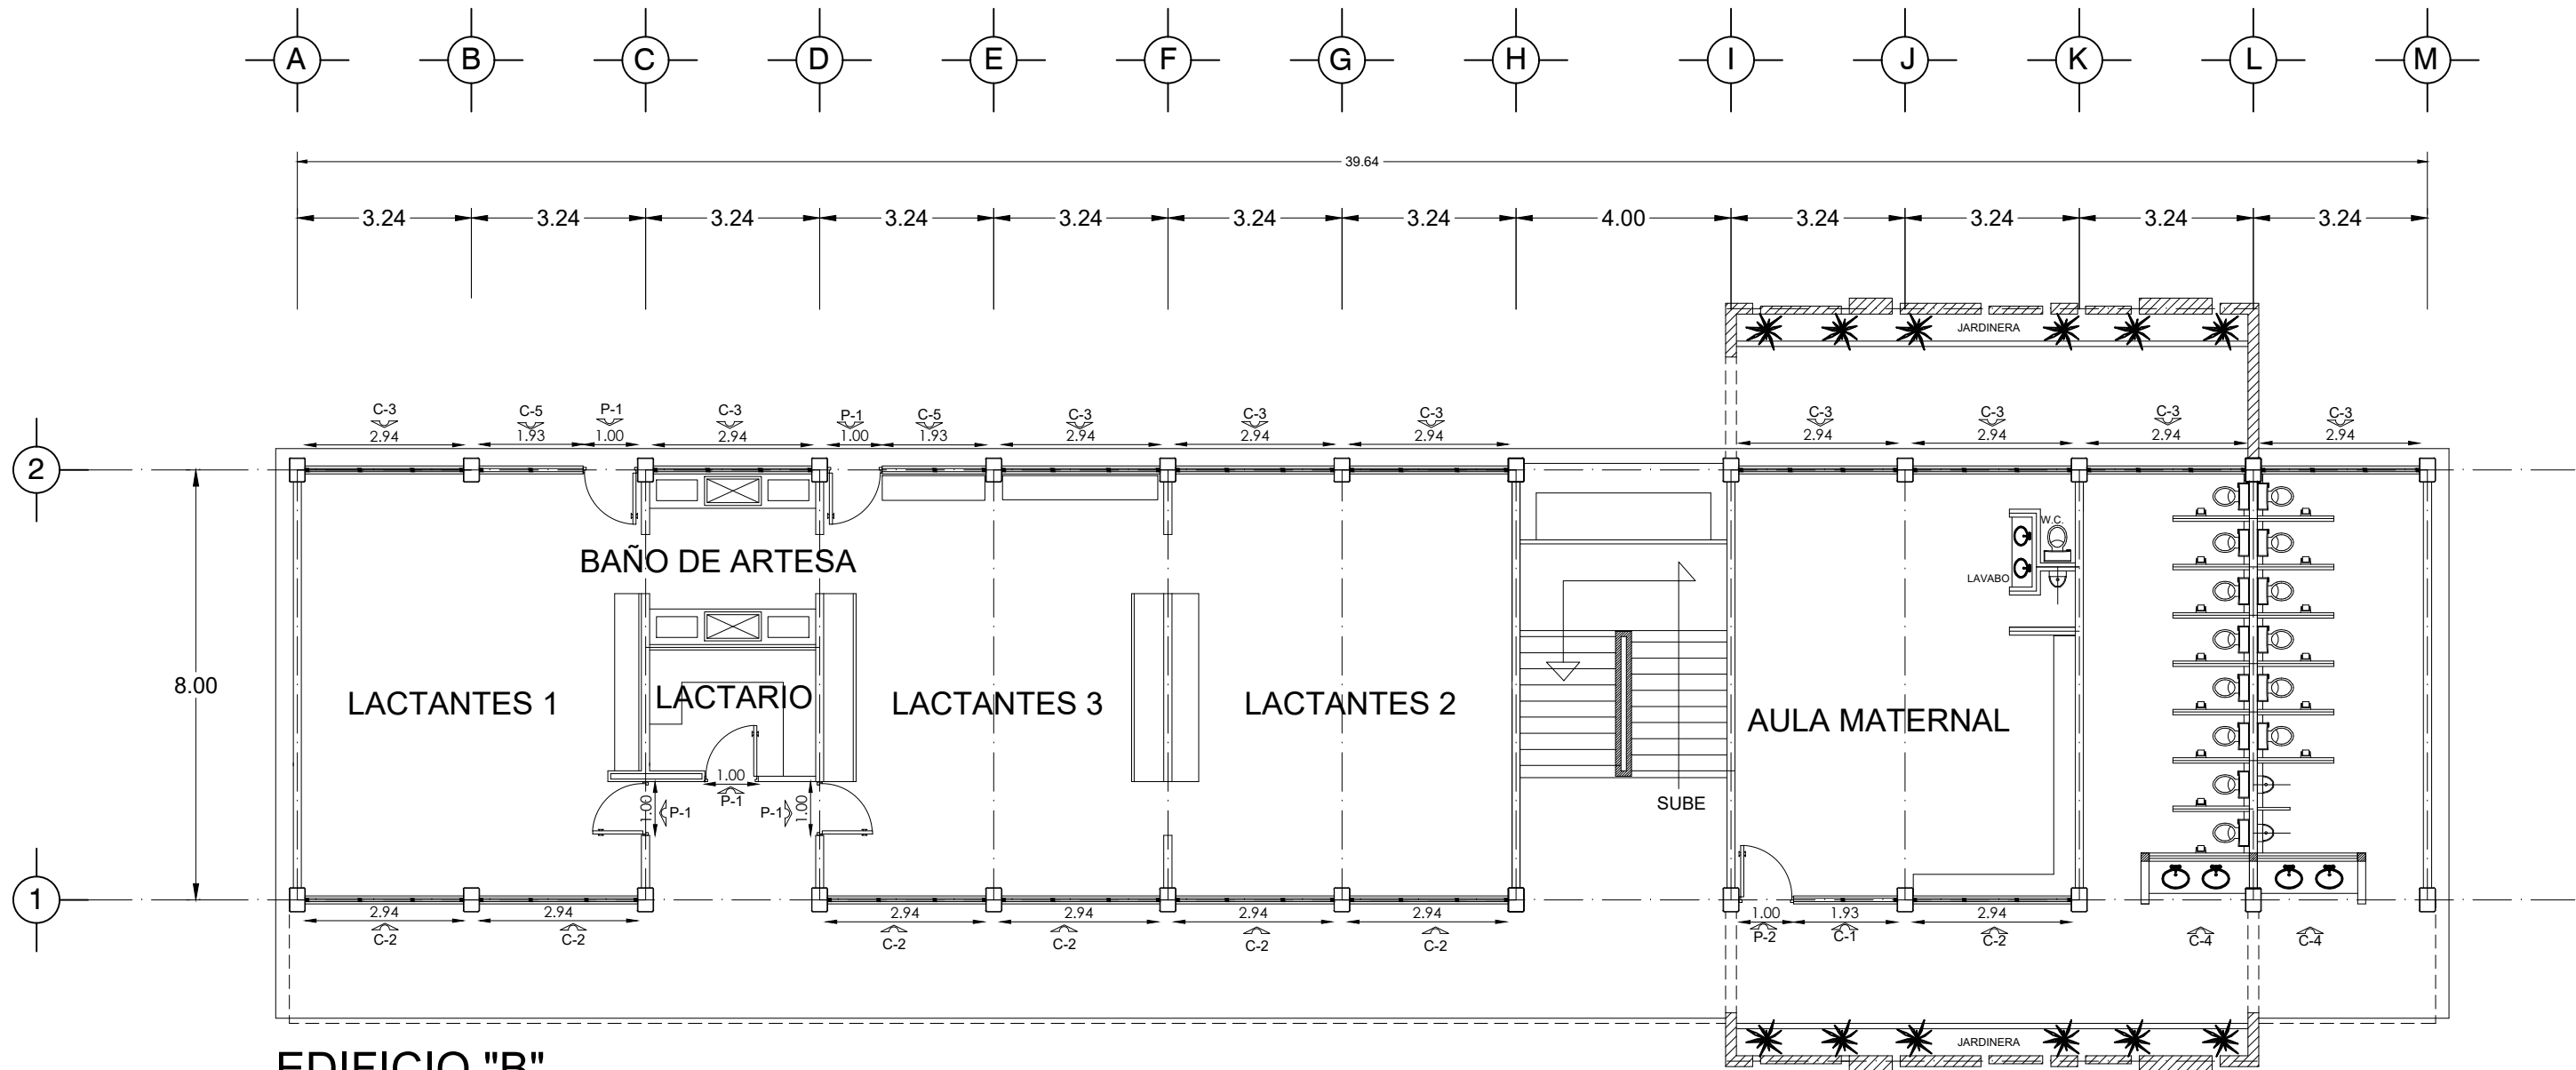 A B C D E F G H I J K L M
39.64
3.24 3.24 3.24 3.24 3.24 3.24 3.24 4.00 3.24 3.24 3.24 3.24
JARDINERA
C-3 C-5 P-1 C-3 P-1 C-5 C-3 C-3 C-3 C-3 C-3 C-3 C-3
2.94 1.93 1.00 2.94 1.00 1.93 2.94 2.94 2.94 2.94 2.94 2.94 2.94
2
W.C.
BAÑO DE ARTESA
LAVABO
8.00
LACTANTES 1 LACTARIO LACTANTES 3 LACTANTES 2 AULA MATERNAL
1.00
P-1
1.00 P-1 P-1 1.00
SUBE
1
2.94 2.94 2.94 2.94 2.94 2.94 1.00 1.93 2.94
C-2 C-2 C-2 C-2 C-2 C-2 P-2 C-1 C-2 C-4 C-4
JARDINERA
EDIFICIO "B"